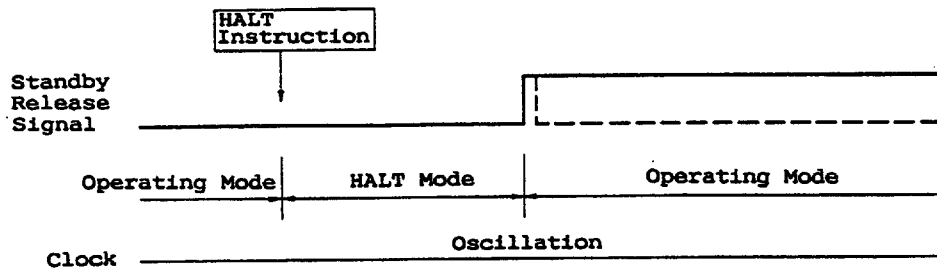 HALT
Instruction
Standby
Release
Signal
Operating Mode
HALT Mode
Operating Mode
Oscillation
Clock